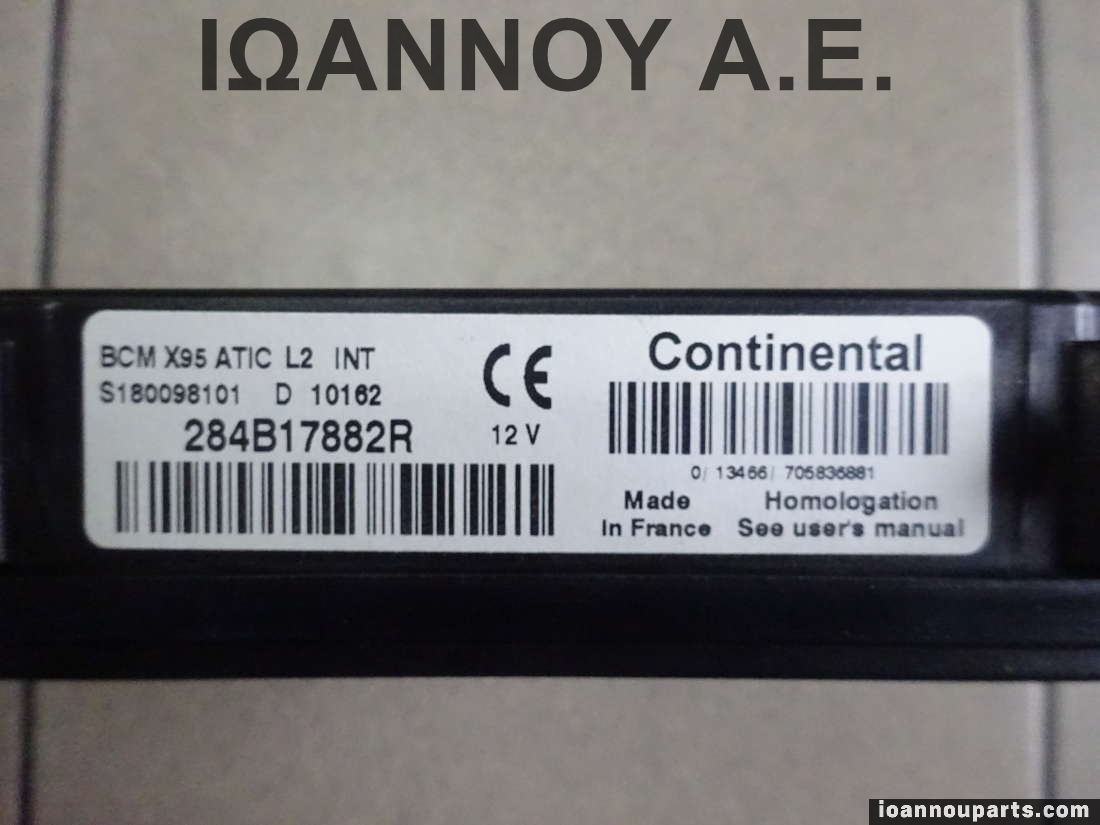 ΙΩΑΝΝΟΥ Α.Ε.
BCM X95 ATIC L2 INT
S180098101 D 10162
284B17882R
CE
12 V
Continental
0/ 13466/ 705836881
Made
In France
Homologation
See user's manual
ioannouparts.com